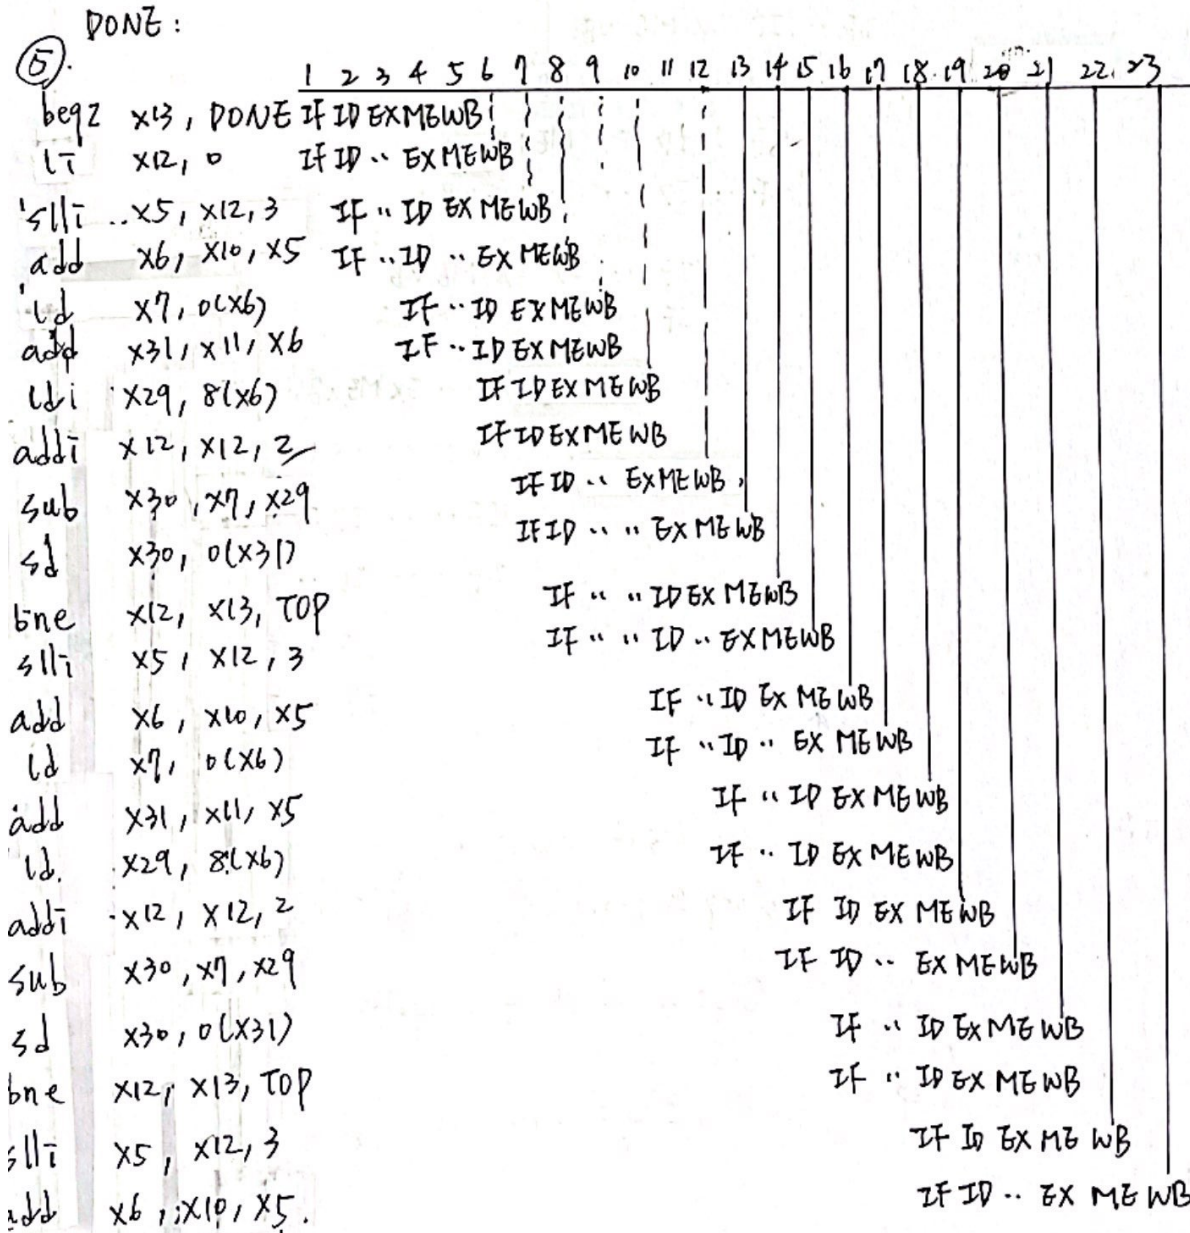 DONE:
⑤.
1 2 3 4 5 6 7 8 9 10 11 12 13 14 15 16 17 18 19 20 21 22 23
beqz x13, DONE IF ID EX ME WB
li x12, 0 IF ID .. EX ME WB
slli x5, x12, 3 IF .. ID EX ME WB
add x6, x10, x5 IF .. ID .. EX ME WB
ld x7, 0(x6) IF .. ID EX ME WB
add x31, x11, x6 IF .. ID EX ME WB
ldi x29, 8(x6) IF ID EX ME WB
addi x12, x12, 2 IF ID EX ME WB
sub x30, x7, x29 IF ID .. EX ME WB
sd x30, 0(x31) IF ID .. .. EX ME WB
bne x12, x13, TOP IF .. .. ID EX ME WB
slli x5, x12, 3 IF .. .. ID .. EX ME WB
add x6, x10, x5 IF .. ID EX ME WB
ld x7, 0(x6) IF .. ID .. EX ME WB
add x31, x11, x5 IF .. ID EX ME WB
ld. x29, 8(x6) IF .. ID EX ME WB
addi x12, x12, 2 IF ID EX ME WB
sub x30, x7, x29 IF ID .. EX ME WB
sd x30, 0(x31) IF .. ID EX ME WB
bne x12, x13, TOP IF .. ID EX ME WB
slli x5, x12, 3 IF ID EX ME WB
add x6, x10, x5. IF ID .. EX ME WB